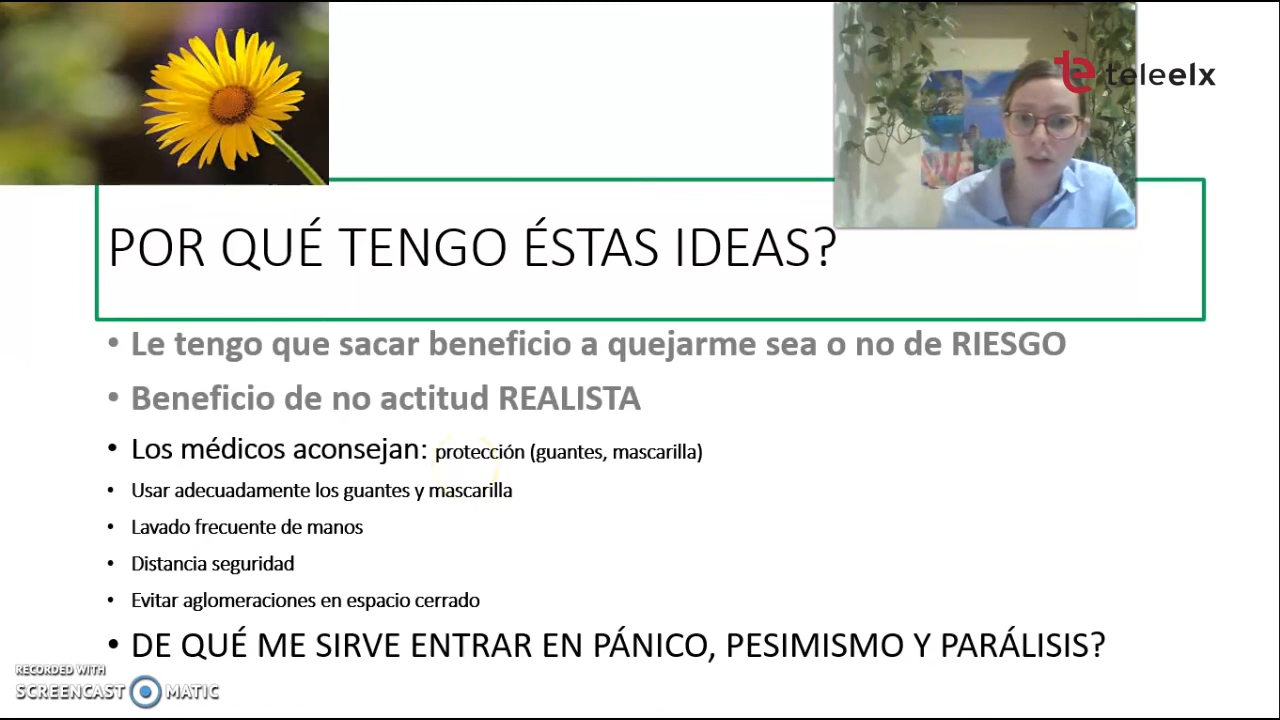 teleelx
POR QUÉ TENGO ÉSTAS IDEAS?
• Le tengo que sacar beneficio a quejarme sea o no de RIESGO
• Beneficio de no actitud REALISTA
• Los médicos aconsejan: protección (guantes, mascarilla)
• Usar adecuadamente los guantes y mascarilla
• Lavado frecuente de manos
• Distancia seguridad
• Evitar aglomeraciones en espacio cerrado
• DE QUÉ ME SIRVE ENTRAR EN PÁNICO, PESIMISMO Y PARÁLISIS?
RECORDED WITH
SCREENCAST MATIC